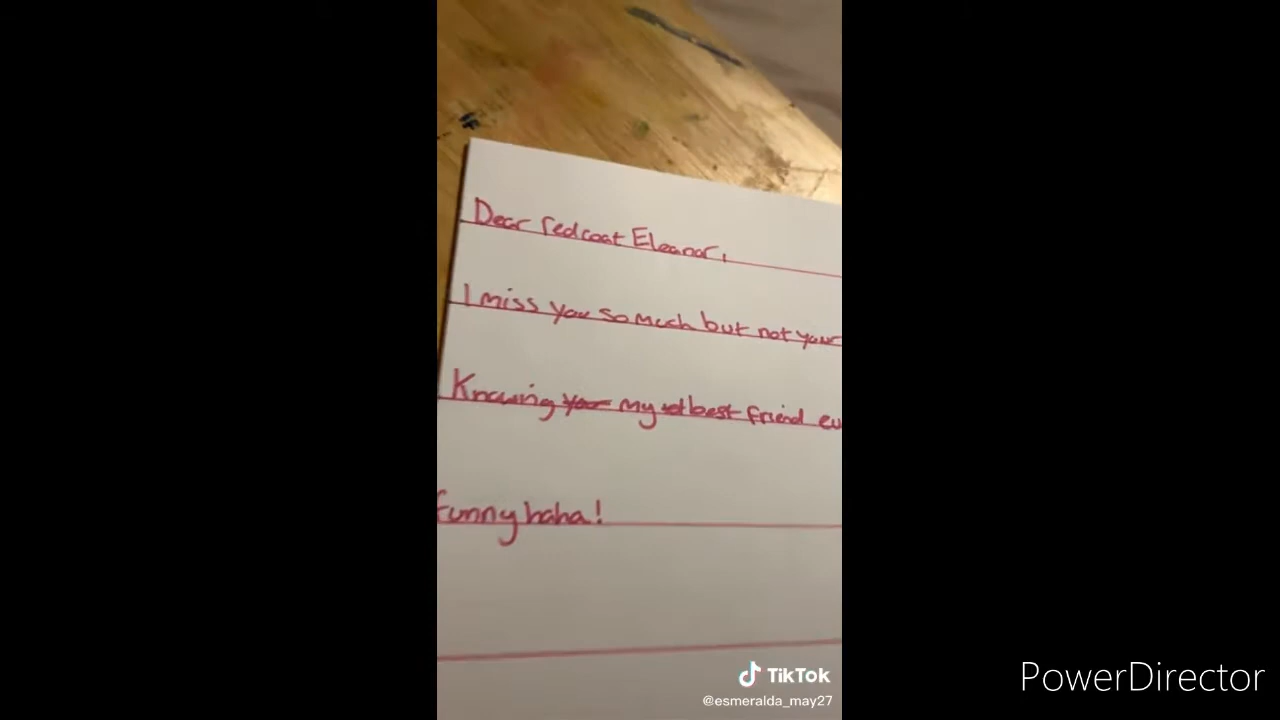 Dear redcoat Eleanor,
I miss you so much but not your
Knowing your my best friend
funny haha!
TikTok
@esmeralda_may27
PowerDirector